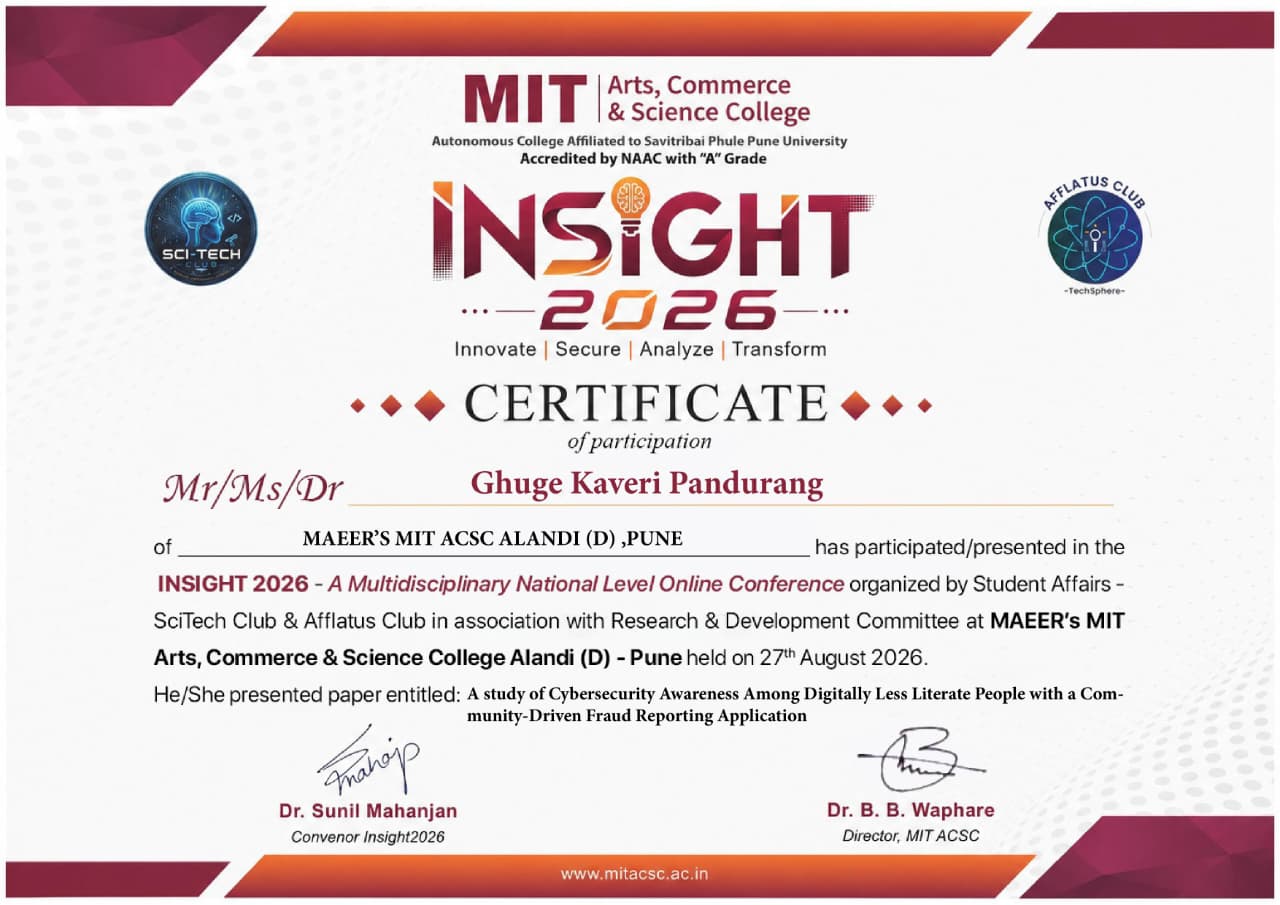 MIT Arts, Commerce
& Science College
Autonomous College Affiliated to Savitribai Phule Pune University
Accredited by NAAC with “A” Grade
SCI-TECH
CLUB
INSIGHT
AFFLATUS CLUB
-TechSphere-
2026
Innovate | Secure | Analyze | Transform
CERTIFICATE
of participation
Mr/Ms/Dr Ghuge Kaveri Pandurang
of MAEER’S MIT ACSC ALANDI (D) ,PUNE has participated/presented in the
INSIGHT 2026 - A Multidisciplinary National Level Online Conference organized by Student Affairs -
SciTech Club & Afflatus Club in association with Research & Development Committee at MAEER’s MIT
Arts, Commerce & Science College Alandi (D) - Pune held on 27th August 2026.
He/She presented paper entitled: A study of Cybersecurity Awareness Among Digitally Less Literate People with a Com-
munity-Driven Fraud Reporting Application
Dr. Sunil Mahanjan
Convenor Insight2026
Dr. B. B. Waphare
Director, MIT ACSC
www.mitacsc.ac.in